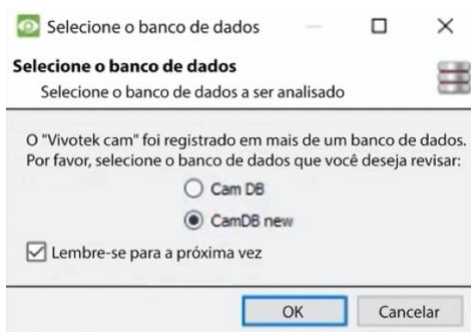 Selecione o banco de dados
Selecione o banco de dados
Selecione o banco de dados a ser analisado
O "Vivotek cam" foi registrado em mais de um banco de dados.
Por favor, selecione o banco de dados que você deseja revisar:
Cam DB
CamDB new
Lembre-se para a próxima vez
OK Cancelar